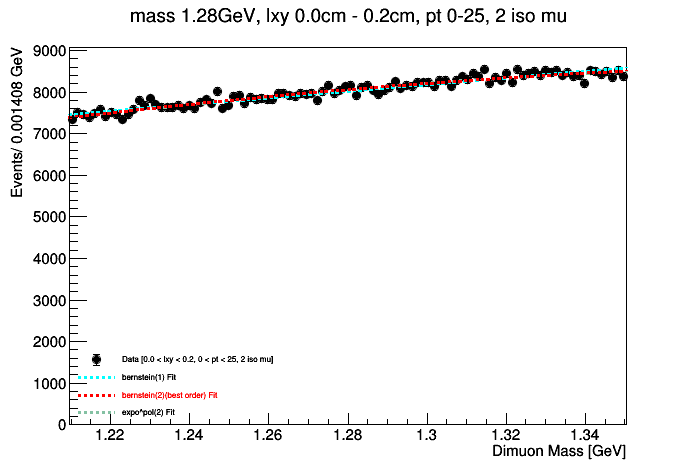 mass 1.28GeV, lxy 0.0cm - 0.2cm, pt 0-25, 2 iso mu
Events/ 0.001408 GeV
9000
8000
7000
6000
5000
4000
3000
2000
1000
0
Data [0.0 < lxy < 0.2, 0 < pt < 25, 2 iso mu]
bernstein(1) Fit
bernstein(2)(best order) Fit
expo^pol(2) Fit
1.22 1.24 1.26 1.28 1.3 1.32 1.34
Dimuon Mass [GeV]